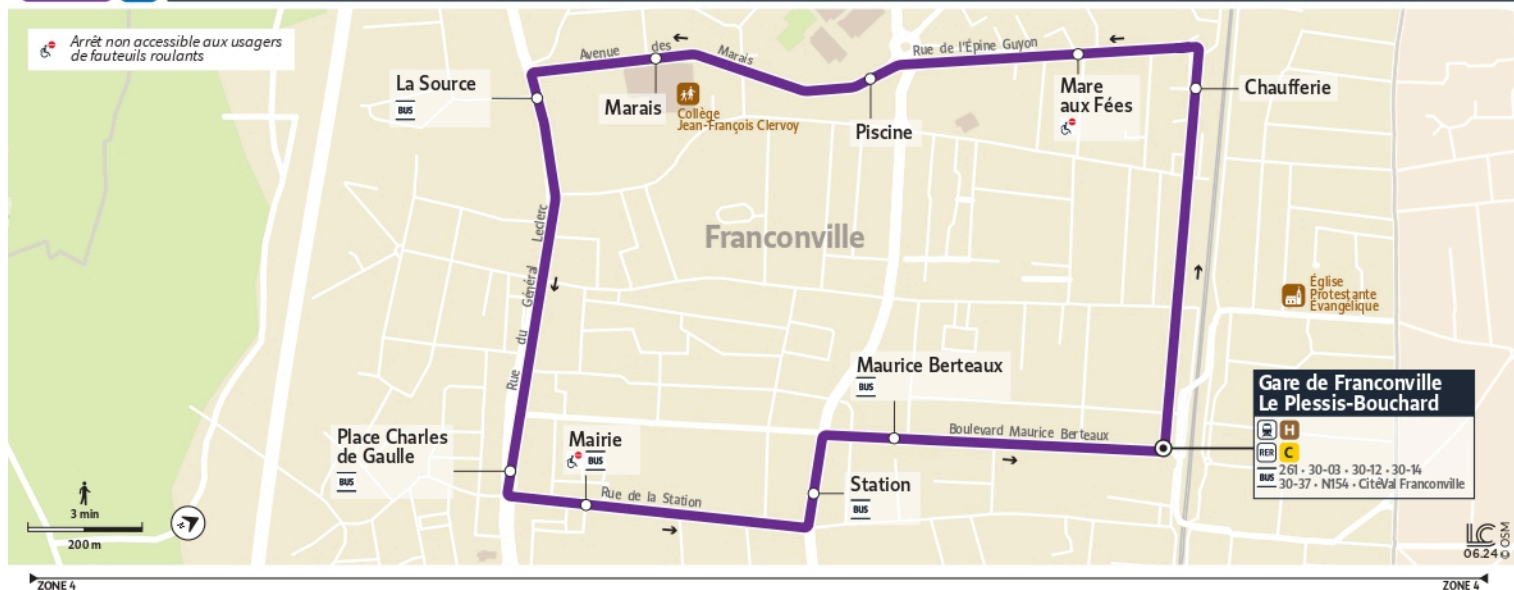 Arrêt non accessible aux usagers
de fauteuils roulants
La Source
BUS
Avenue des Marais
Marais
Collège
Jean-François Clervoy
Piscine
Rue de l'Épine Guyon
Mare
aux Fées
Chaufferie
Franconville
Rue du Général Leclerc
Église
Protestante
Évangélique
Maurice Berteaux
BUS
Boulevard Maurice Berteaux
Gare de Franconville
Le Plessis-Bouchard
H
RER C
BUS 261 • 30-03 • 30-12 • 30-14
30-37 • N154 • CitéVal Franconville
Place Charles
de Gaulle
BUS
Mairie
BUS
Rue de la Station
Station
BUS
3 min
200 m
LC
06.24 © OSM
ZONE 4
ZONE 4